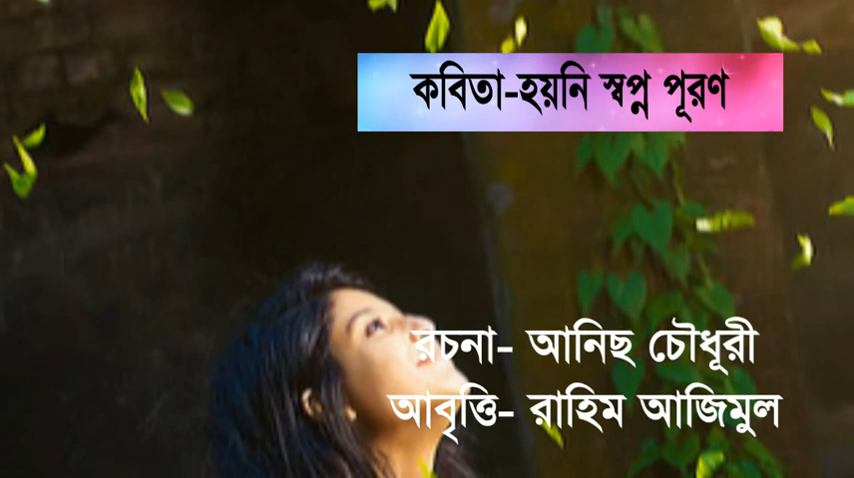 কবিতা-হয়নি স্বপ্ন পূরণ
রচনা- আনিছ চৌধূরী
আবৃত্তি- রাহিম আজিমুল